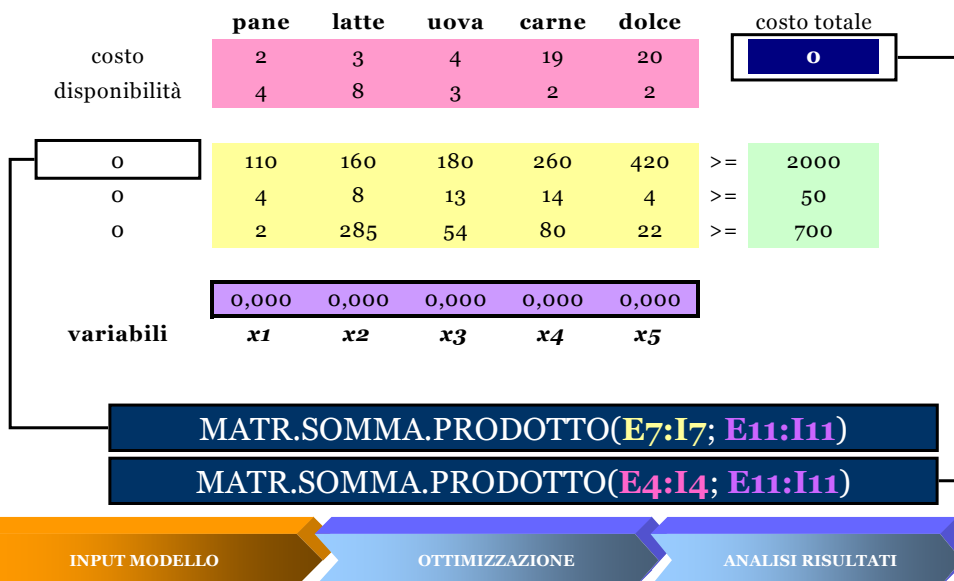 pane latte uova carne dolce costo totale
costo 2 3 4 19 20 0
disponibilità 4 8 3 2 2
0 110 160 180 260 420 >= 2000
0 4 8 13 14 4 >= 50
0 2 285 54 80 22 >= 700
0,000 0,000 0,000 0,000 0,000
variabili x1 x2 x3 x4 x5
MATR.SOMMA.PRODOTTO(E7:I7; E11:I11)
MATR.SOMMA.PRODOTTO(E4:I4; E11:I11)
INPUT MODELLO OTTIMIZZAZIONE ANALISI RISULTATI